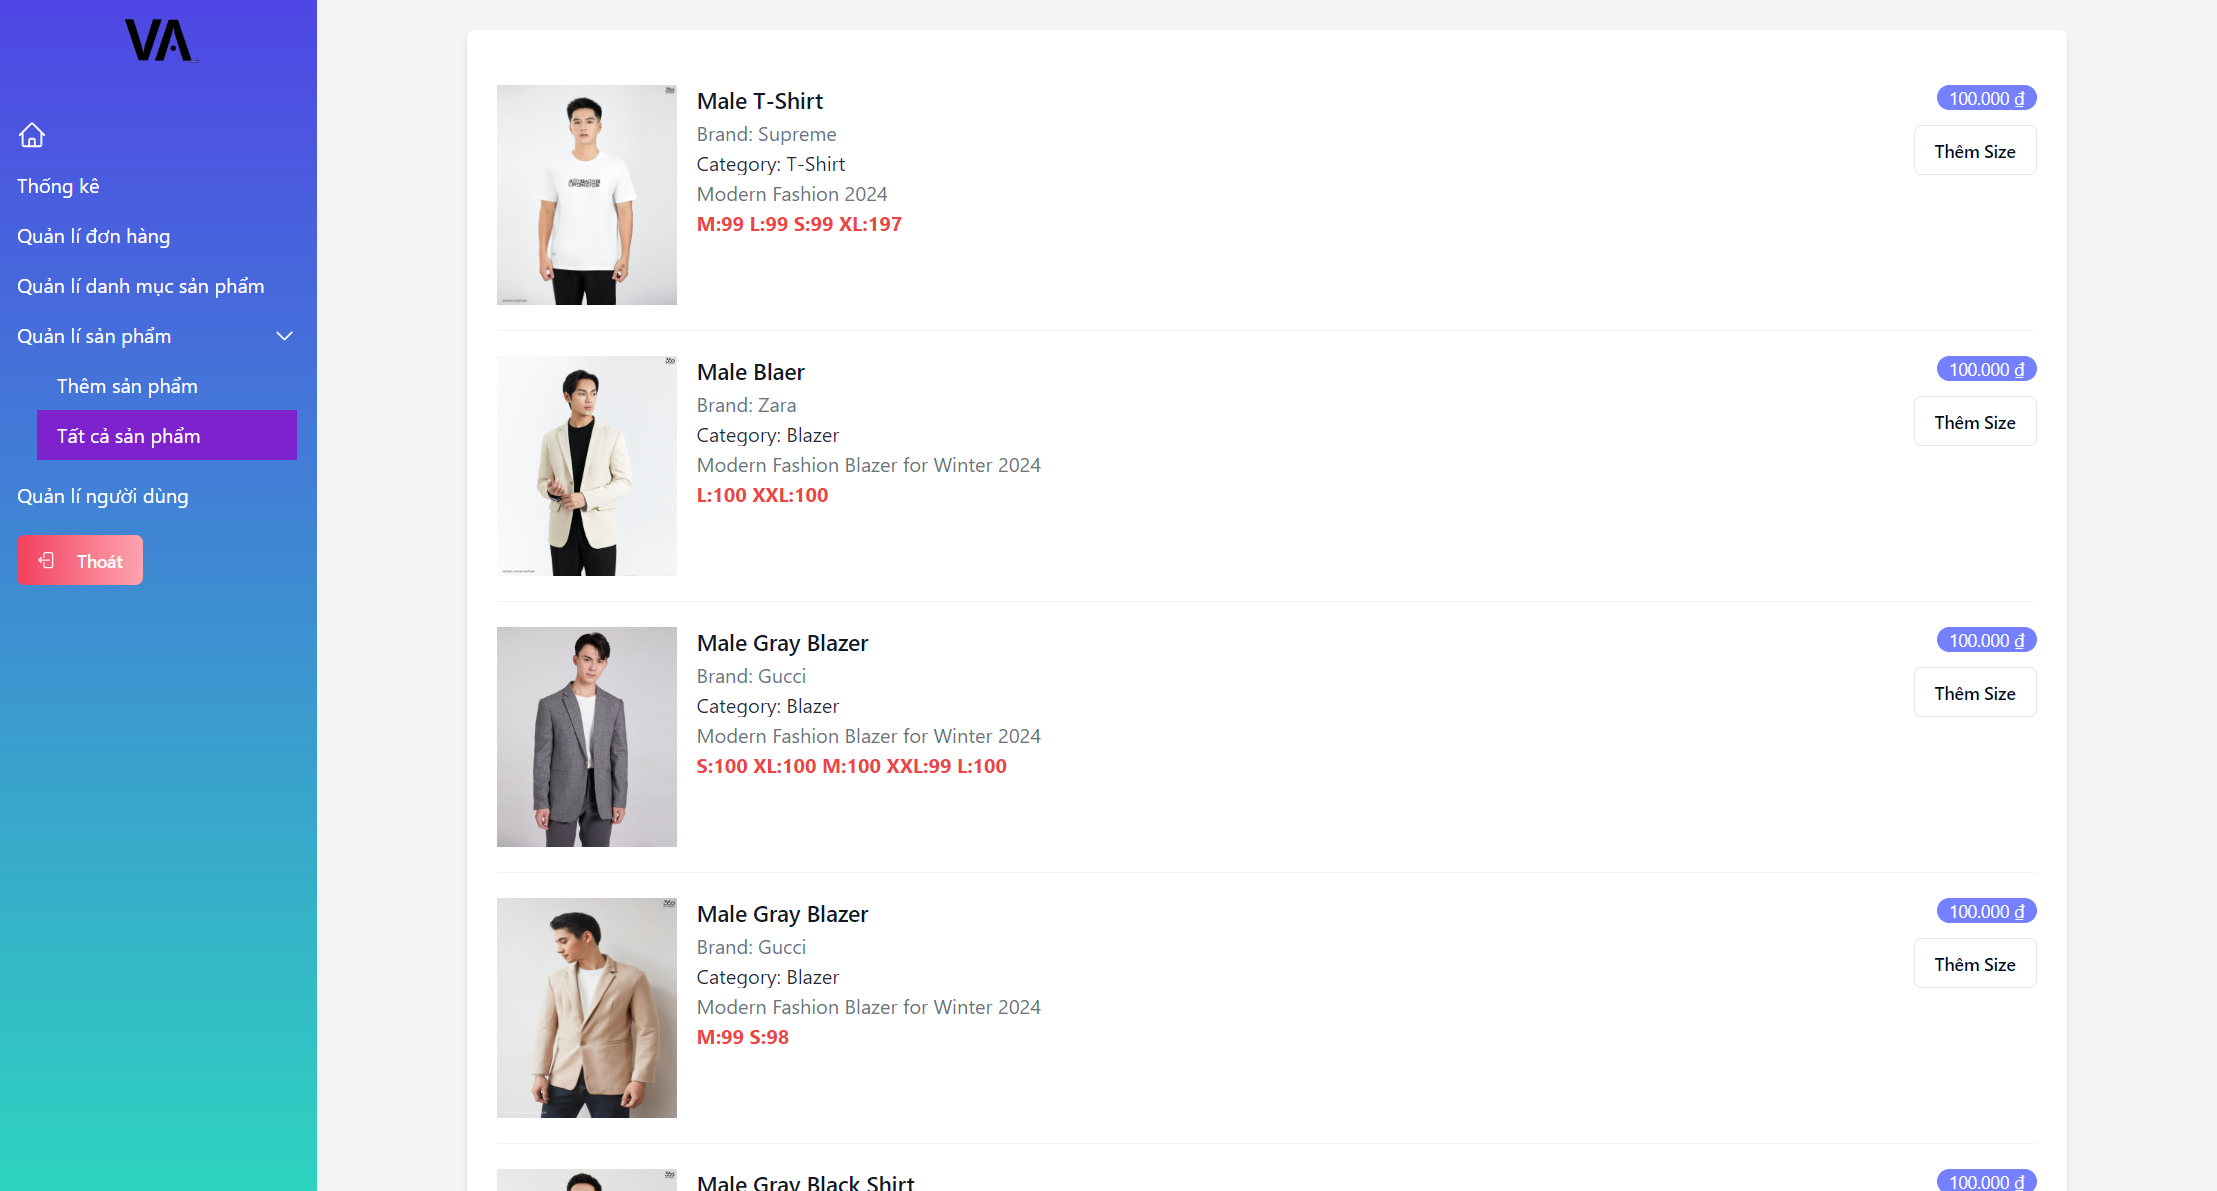 VA
Thống kê
Quản lí đơn hàng
Quản lí danh mục sản phẩm
Quản lí sản phẩm
Thêm sản phẩm
Tất cả sản phẩm
Quản lí người dùng
Thoát
Male T-Shirt
100.000 ₫
Brand: Supreme
Category: T-Shirt
Thêm Size
Modern Fashion 2024
M:99 L:99 S:99 XL:197
Male Blaer
100.000 ₫
Brand: Zara
Category: Blazer
Thêm Size
Modern Fashion Blazer for Winter 2024
L:100 XXL:100
Male Gray Blazer
100.000 ₫
Brand: Gucci
Category: Blazer
Thêm Size
Modern Fashion Blazer for Winter 2024
S:100 XL:100 M:100 XXL:99 L:100
Male Gray Blazer
100.000 ₫
Brand: Gucci
Category: Blazer
Thêm Size
Modern Fashion Blazer for Winter 2024
M:99 S:98
Male Gray Black Shirt
100.000 ₫